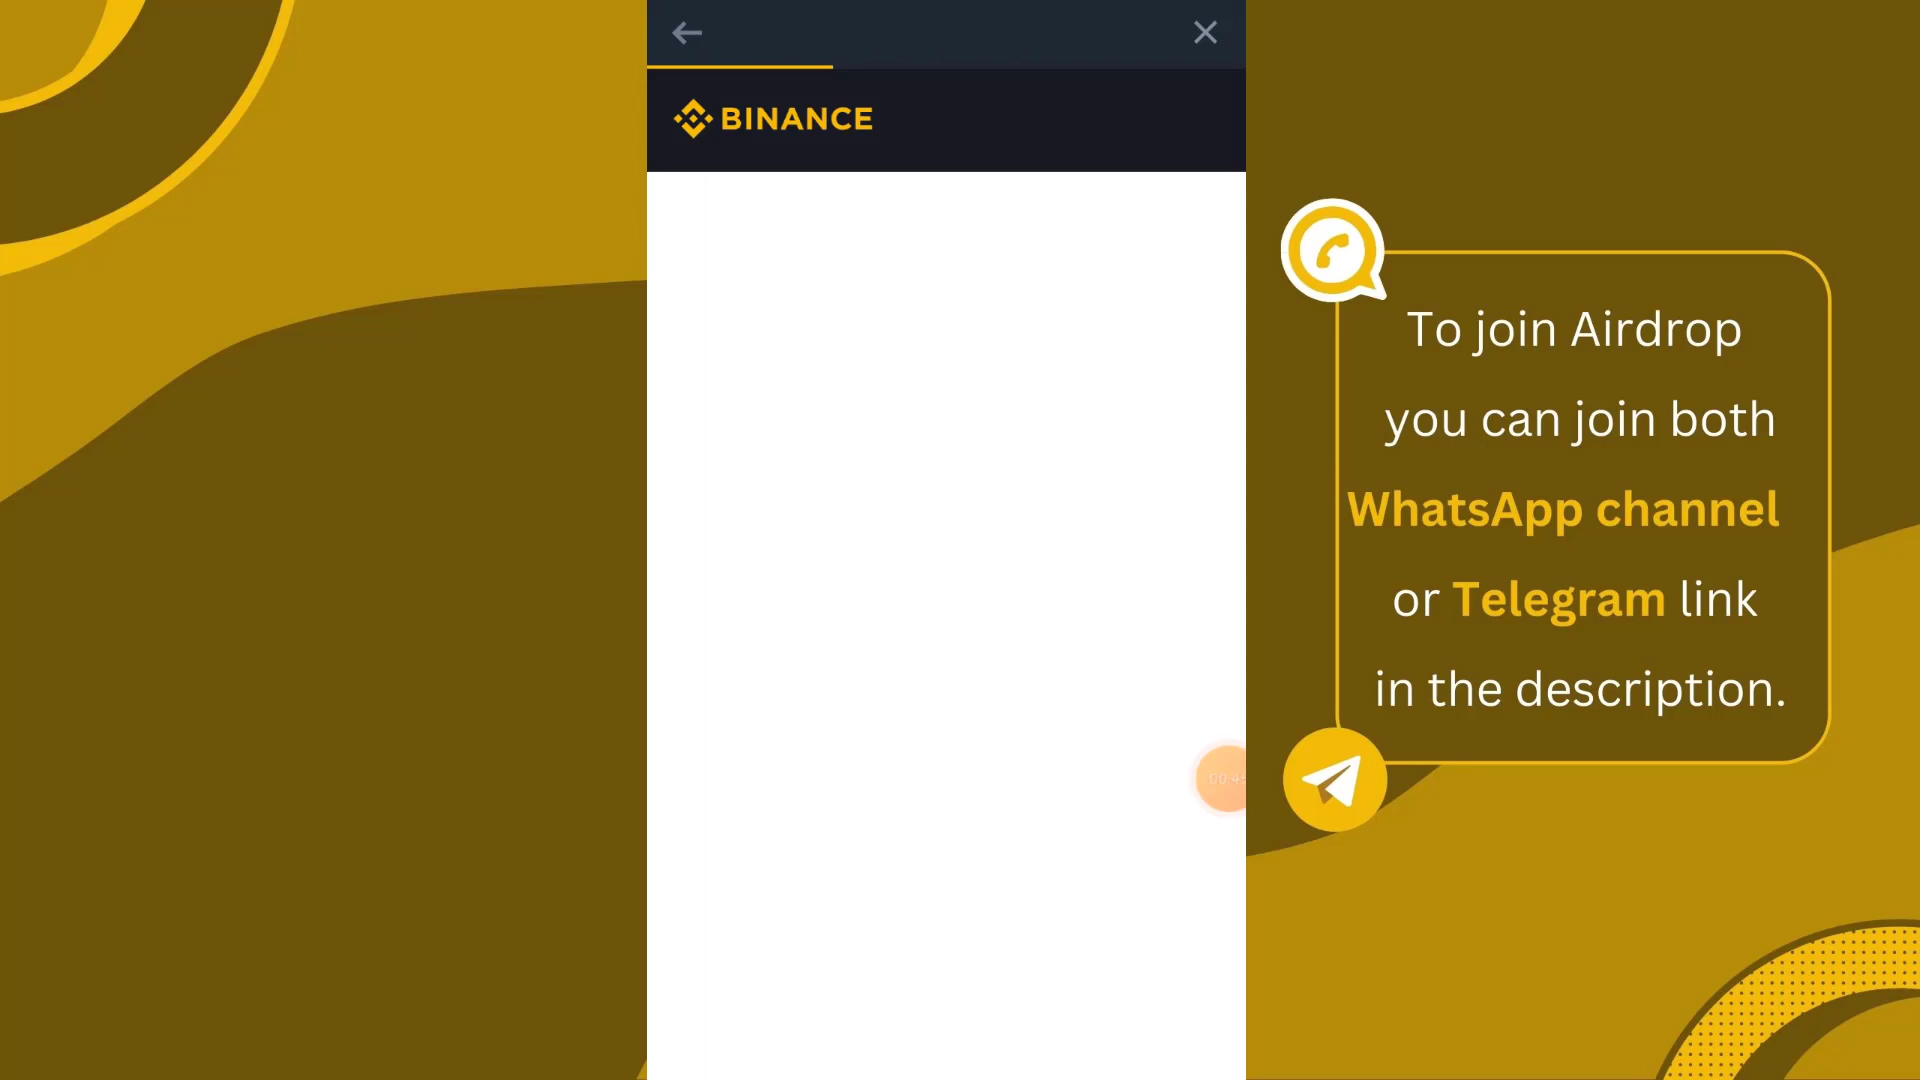 BINANCE
To join Airdrop
you can join both
WhatsApp channel
or Telegram link
in the description.